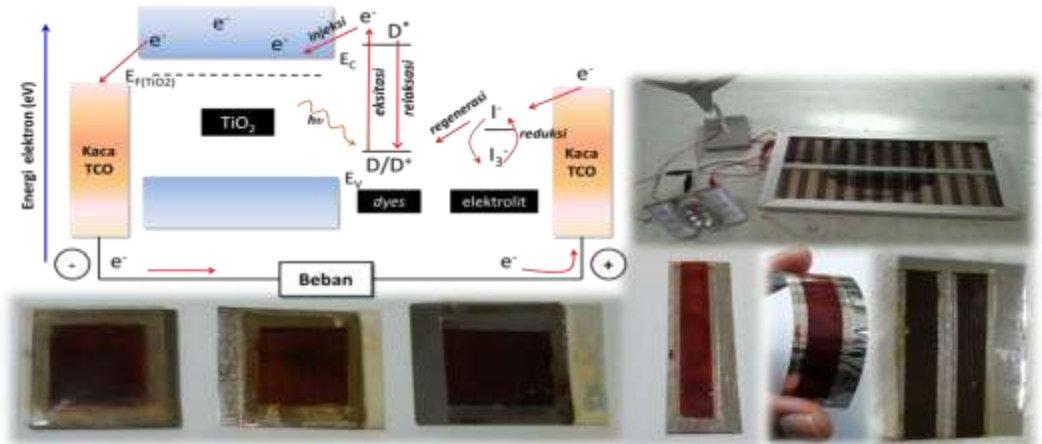 Energi elektron (eV)
e⁻
e⁻
e⁻
injeksi
e⁻
D*
E_C
E_F(TiO2)
eksitasi
relaksasi
TiO₂
hν
regenerasi
I⁻
reduksi
I₃⁻
e⁻
Kaca
TCO
D/D⁺
Kaca
TCO
E_V
dyes
elektrolit
-
e⁻
e⁻
+
Beban